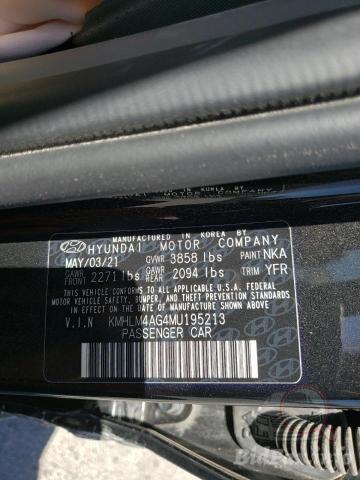 MANUFACTURED IN KOREA BY
HYUNDAI MOTOR COMPANY
MAY/03/21 GVWR 3858 lbs PAINT NKA
GAWR FRONT 2271 lbs GAWR REAR 2094 lbs TRIM YFR
THIS VEHICLE CONFORMS TO ALL APPLICABLE U.S.A. FEDERAL
MOTOR VEHICLE SAFETY, BUMPER, AND THEFT PREVENTION
STANDARDS IN EFFECT ON THE DATE OF MANUFACTURE SHOWN ABOVE.
V.I.N KMHLM4AG4MU195213
PASSENGER CAR